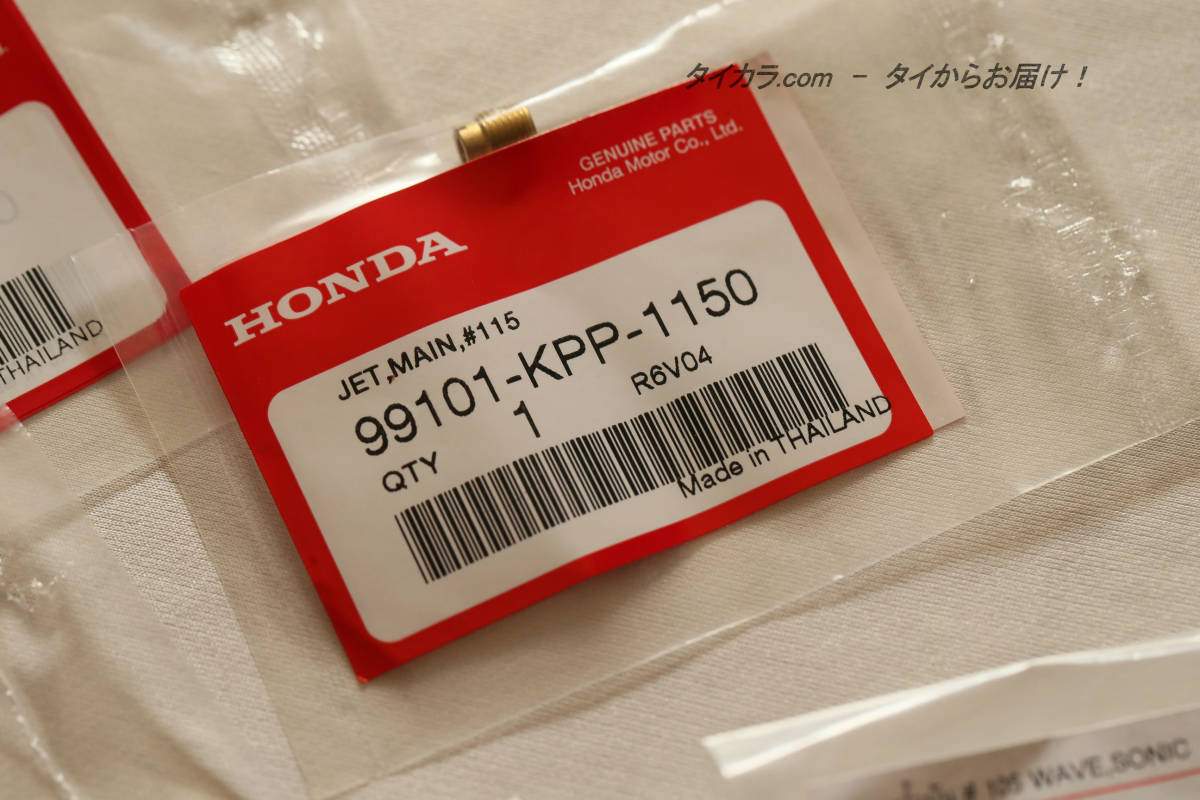 タイカラ.com － タイからお届け！
GENUINE PARTS
Honda Motor Co., Ltd.
HONDA
JET,MAIN,#115
99101-KPP-1150
QTY 1 R6V04
Made in THAILAND
THAILAND
# 105 WAVE,SONIC